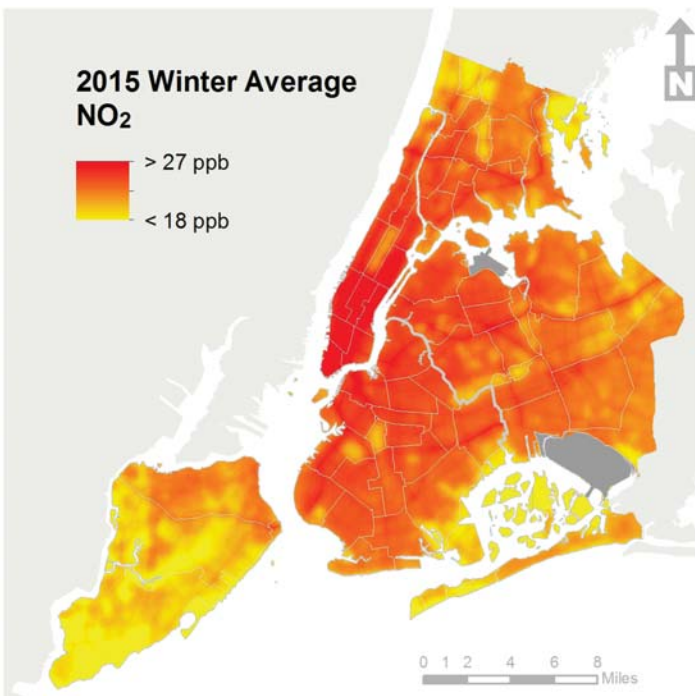 2015 Winter Average
NO₂
> 27 ppb
< 18 ppb
N
0 1 2 4 6 8
Miles